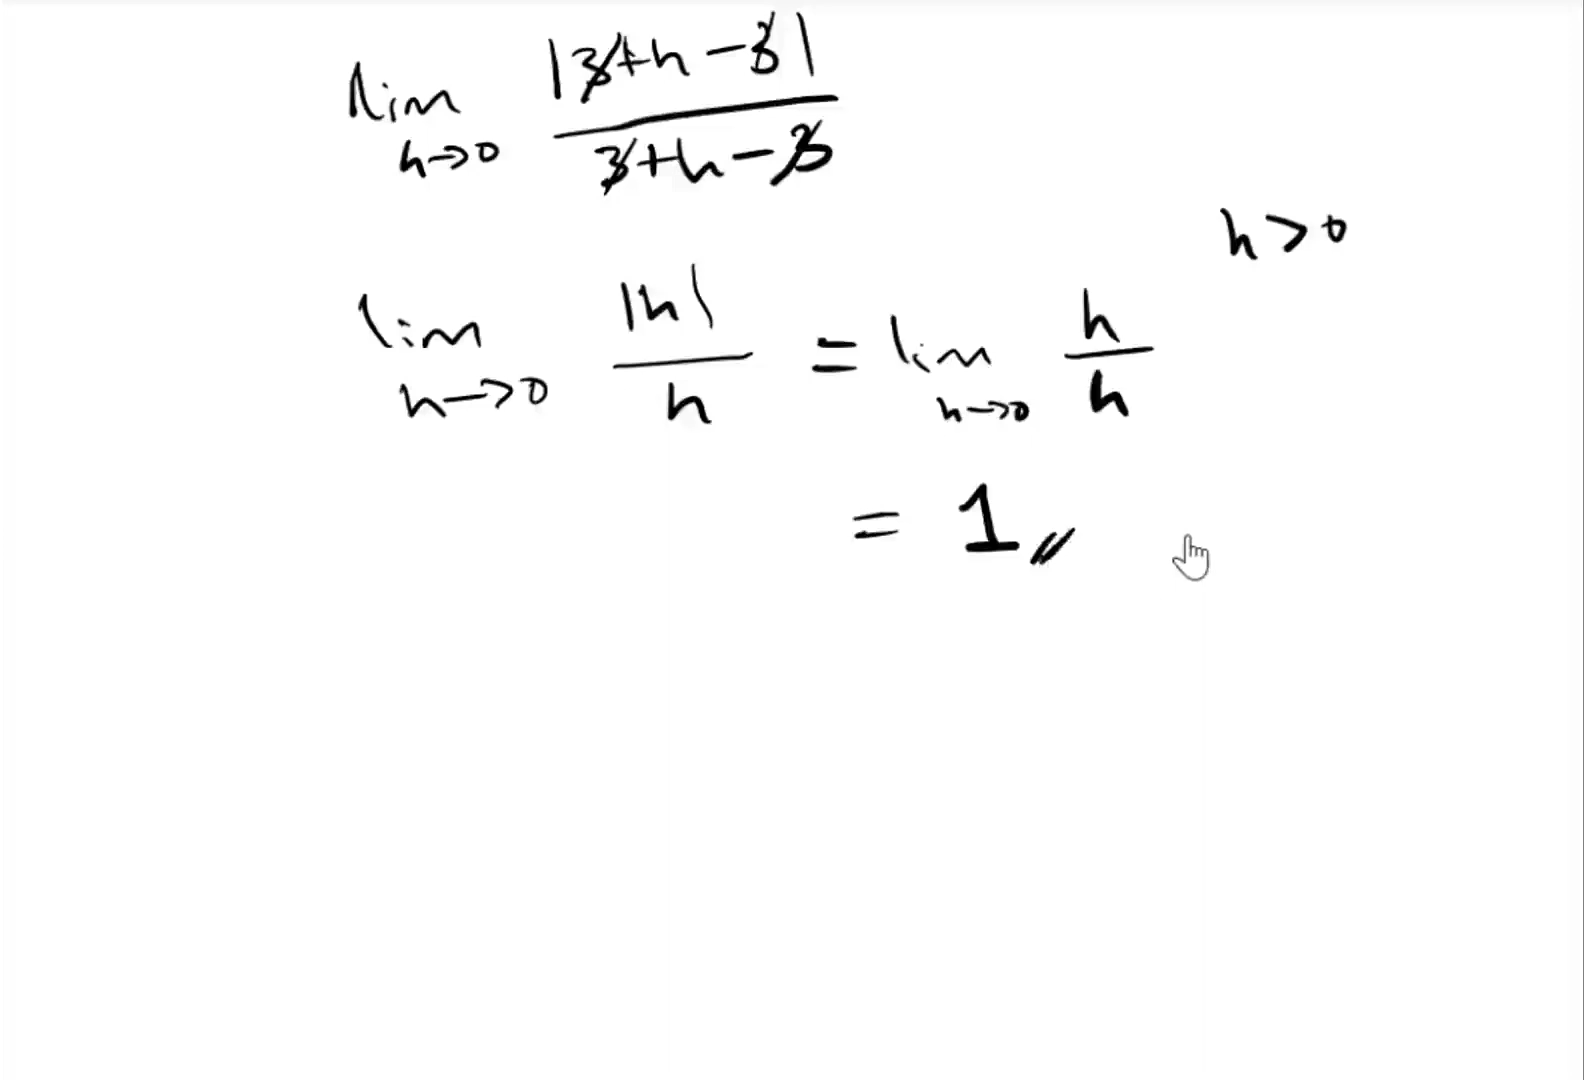 lim h→0 |3+h-3| / 3+h-3
h>0
lim h→0 |h| / h = lim h→0 h / h
= 1